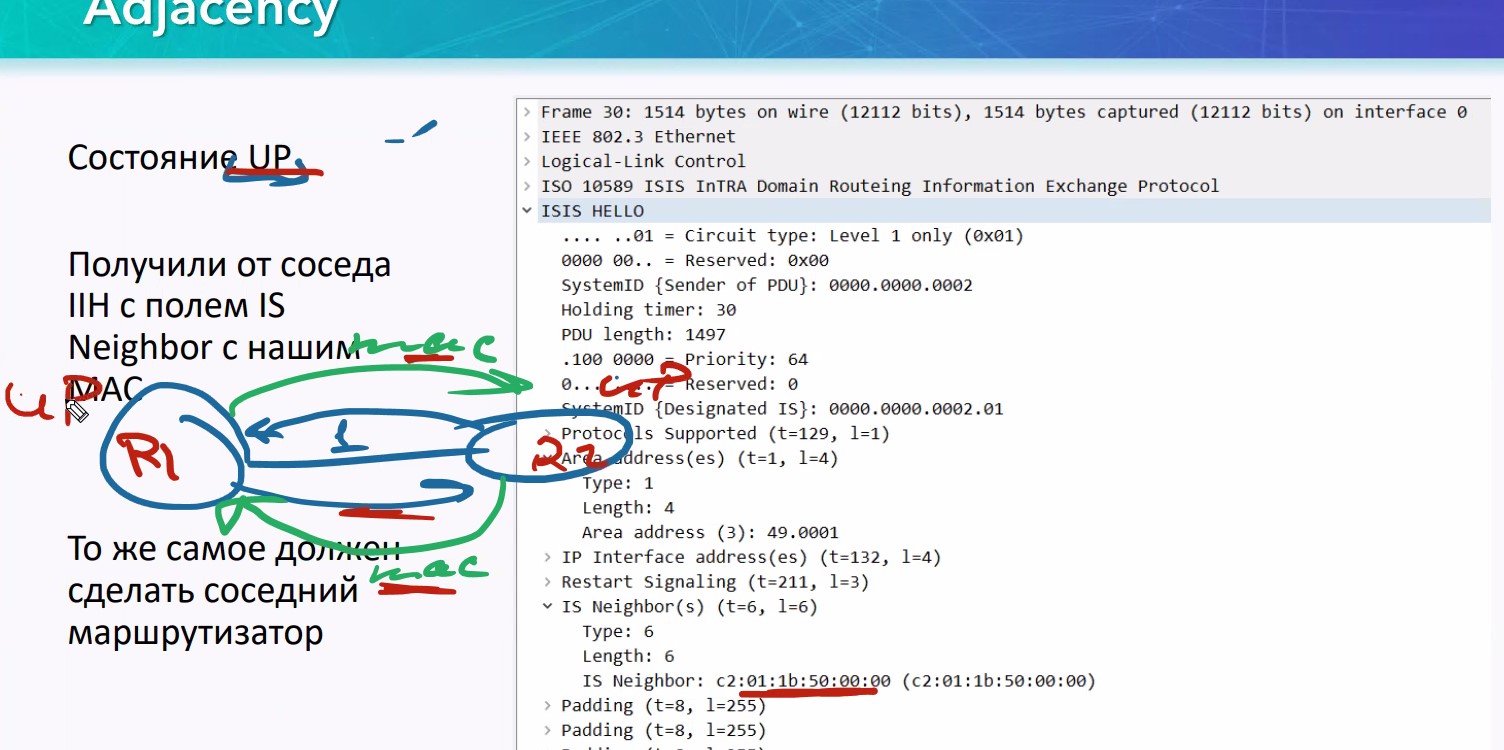 Adjacency
Состояние UP
Получили от соседа
IIH с полем IS
Neighbor с нашим
MAC
mac
UP
UP
R1
1
R2
mac
То же самое должен
сделать соседний
маршрутизатор
Frame 30: 1514 bytes on wire (12112 bits), 1514 bytes captured (12112 bits) on interface 0
IEEE 802.3 Ethernet
Logical-Link Control
ISO 10589 ISIS InTRA Domain Routeing Information Exchange Protocol
ISIS HELLO
.... ..01 = Circuit type: Level 1 only (0x01)
0000 00.. = Reserved: 0x00
SystemID {Sender of PDU}: 0000.0000.0002
Holding timer: 30
PDU length: 1497
.100 0000 = Priority: 64
0... .... = Reserved: 0
SystemID {Designated IS}: 0000.0000.0002.01
Protocols Supported (t=129, l=1)
Area address(es) (t=1, l=4)
Type: 1
Length: 4
Area address (3): 49.0001
IP Interface address(es) (t=132, l=4)
Restart Signaling (t=211, l=3)
IS Neighbor(s) (t=6, l=6)
Type: 6
Length: 6
IS Neighbor: c2:01:1b:50:00:00 (c2:01:1b:50:00:00)
Padding (t=8, l=255)
Padding (t=8, l=255)